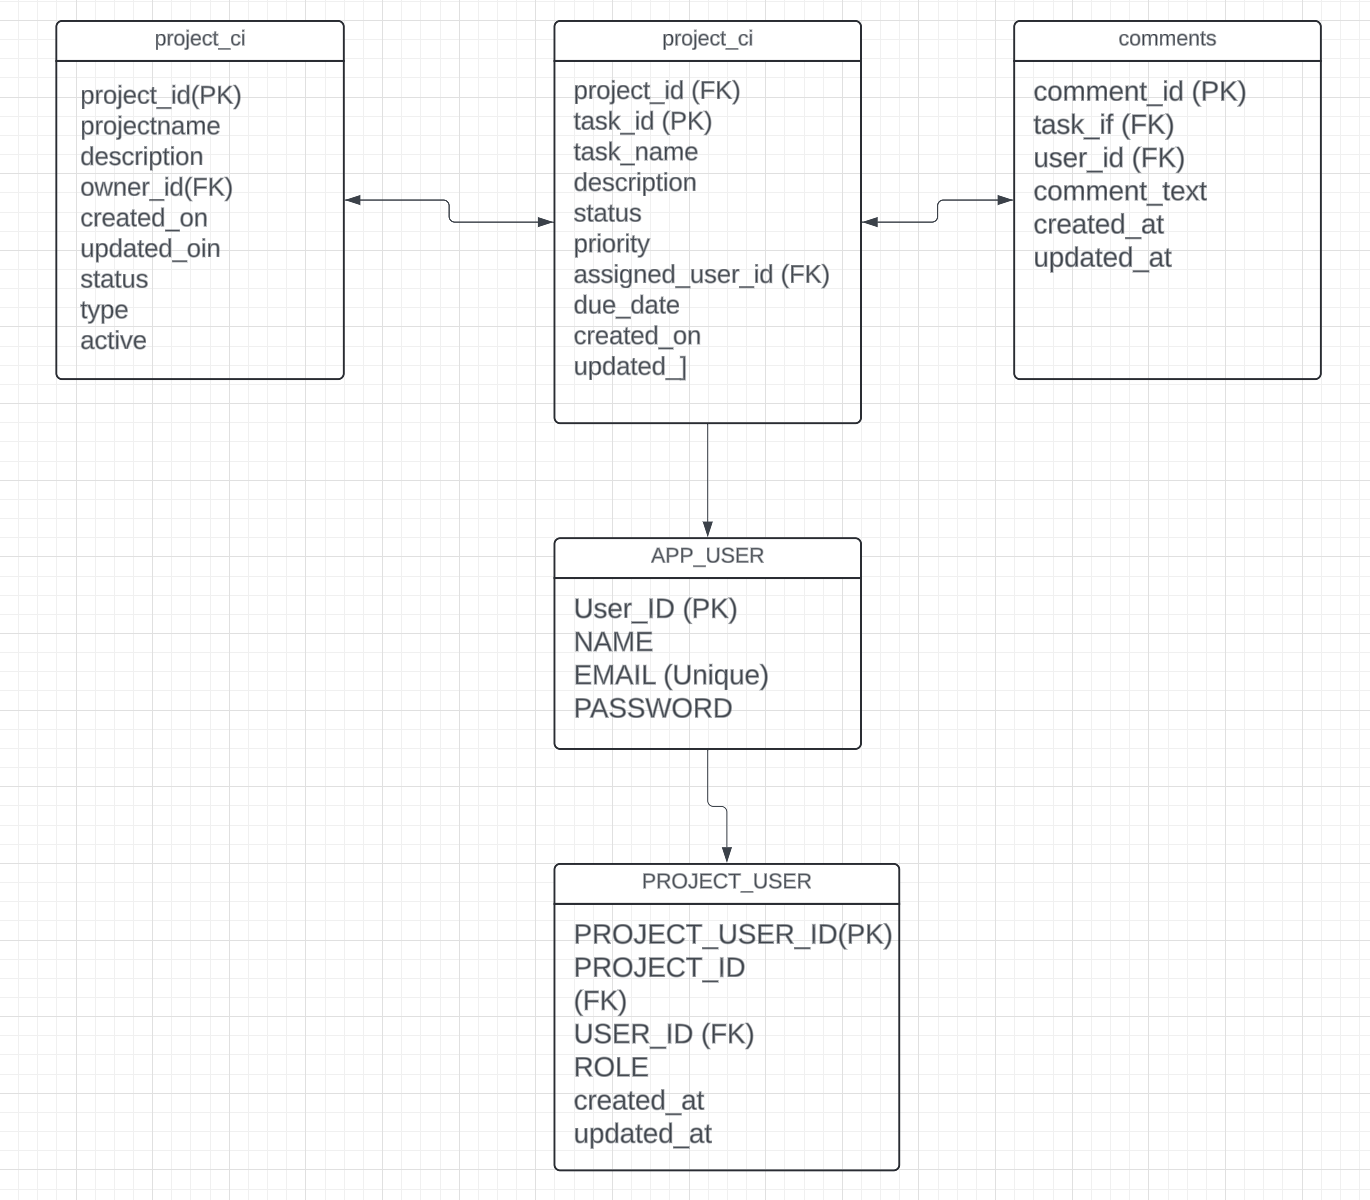 project_ci
project_id(PK)
projectname
description
owner_id(FK)
created_on
updated_oin
status
type
active
project_ci
project_id (FK)
task_id (PK)
task_name
description
status
priority
assigned_user_id (FK)
due_date
created_on
updated_]
comments
comment_id (PK)
task_if (FK)
user_id (FK)
comment_text
created_at
updated_at
APP_USER
User_ID (PK)
NAME
EMAIL (Unique)
PASSWORD
PROJECT_USER
PROJECT_USER_ID(PK)
PROJECT_ID
(FK)
USER_ID (FK)
ROLE
created_at
updated_at